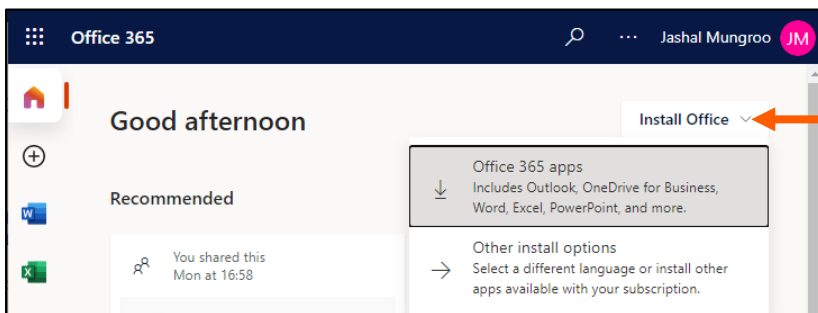 Office 365
··· Jashal Mungroo JM
Good afternoon
Install Office
Office 365 apps
Includes Outlook, OneDrive for Business,
Word, Excel, PowerPoint, and more.
Recommended
Other install options
Select a different language or install other
apps available with your subscription.
You shared this
Mon at 16:58
W
X